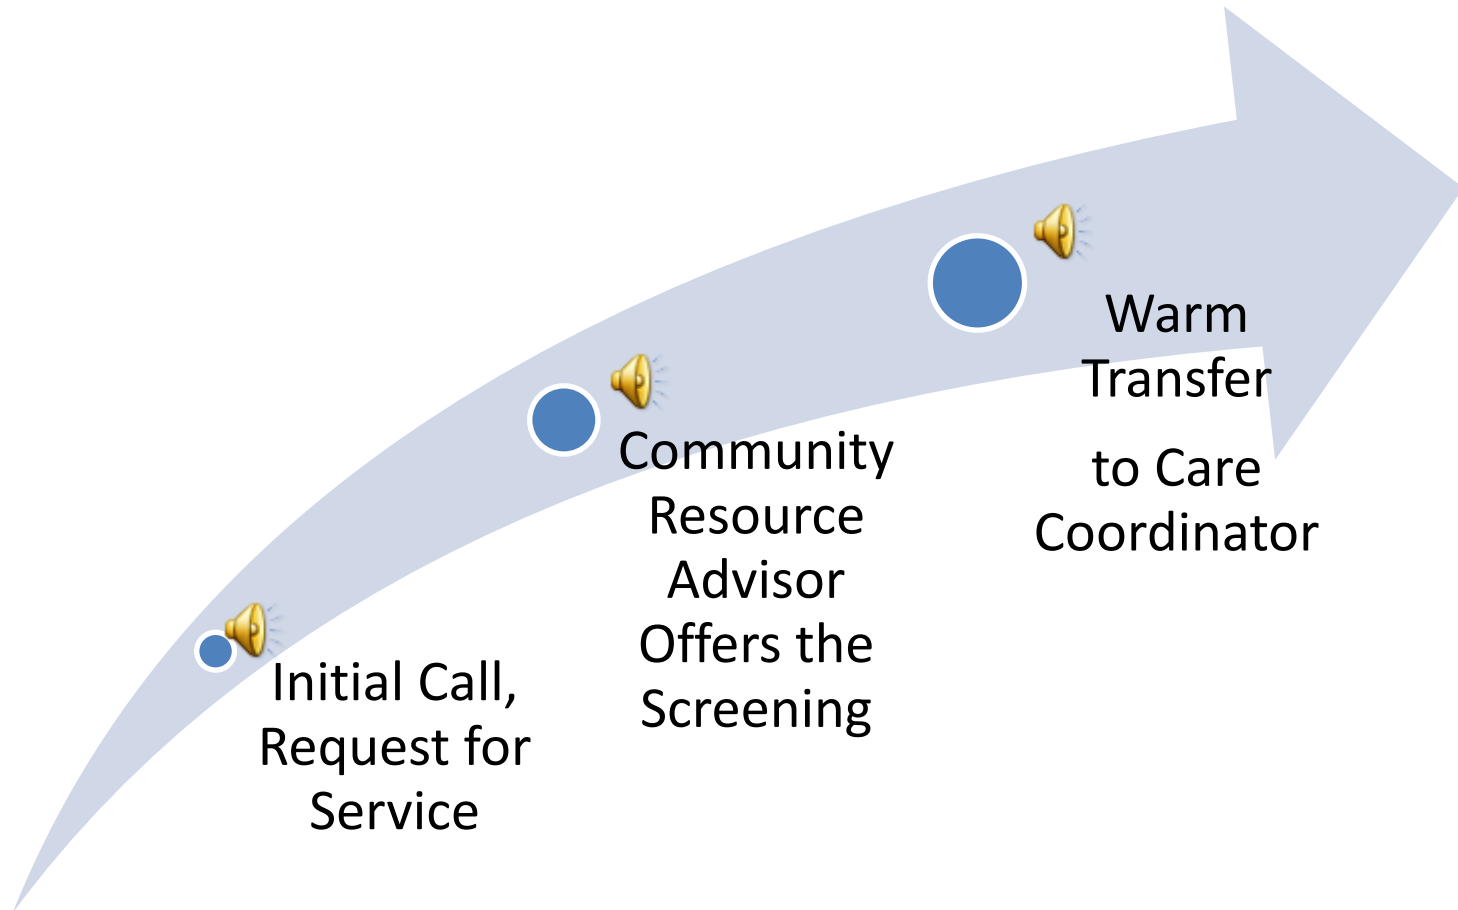 Initial Call,
Request for
Service
Community
Resource
Advisor
Offers the
Screening
Warm
Transfer
to Care
Coordinator